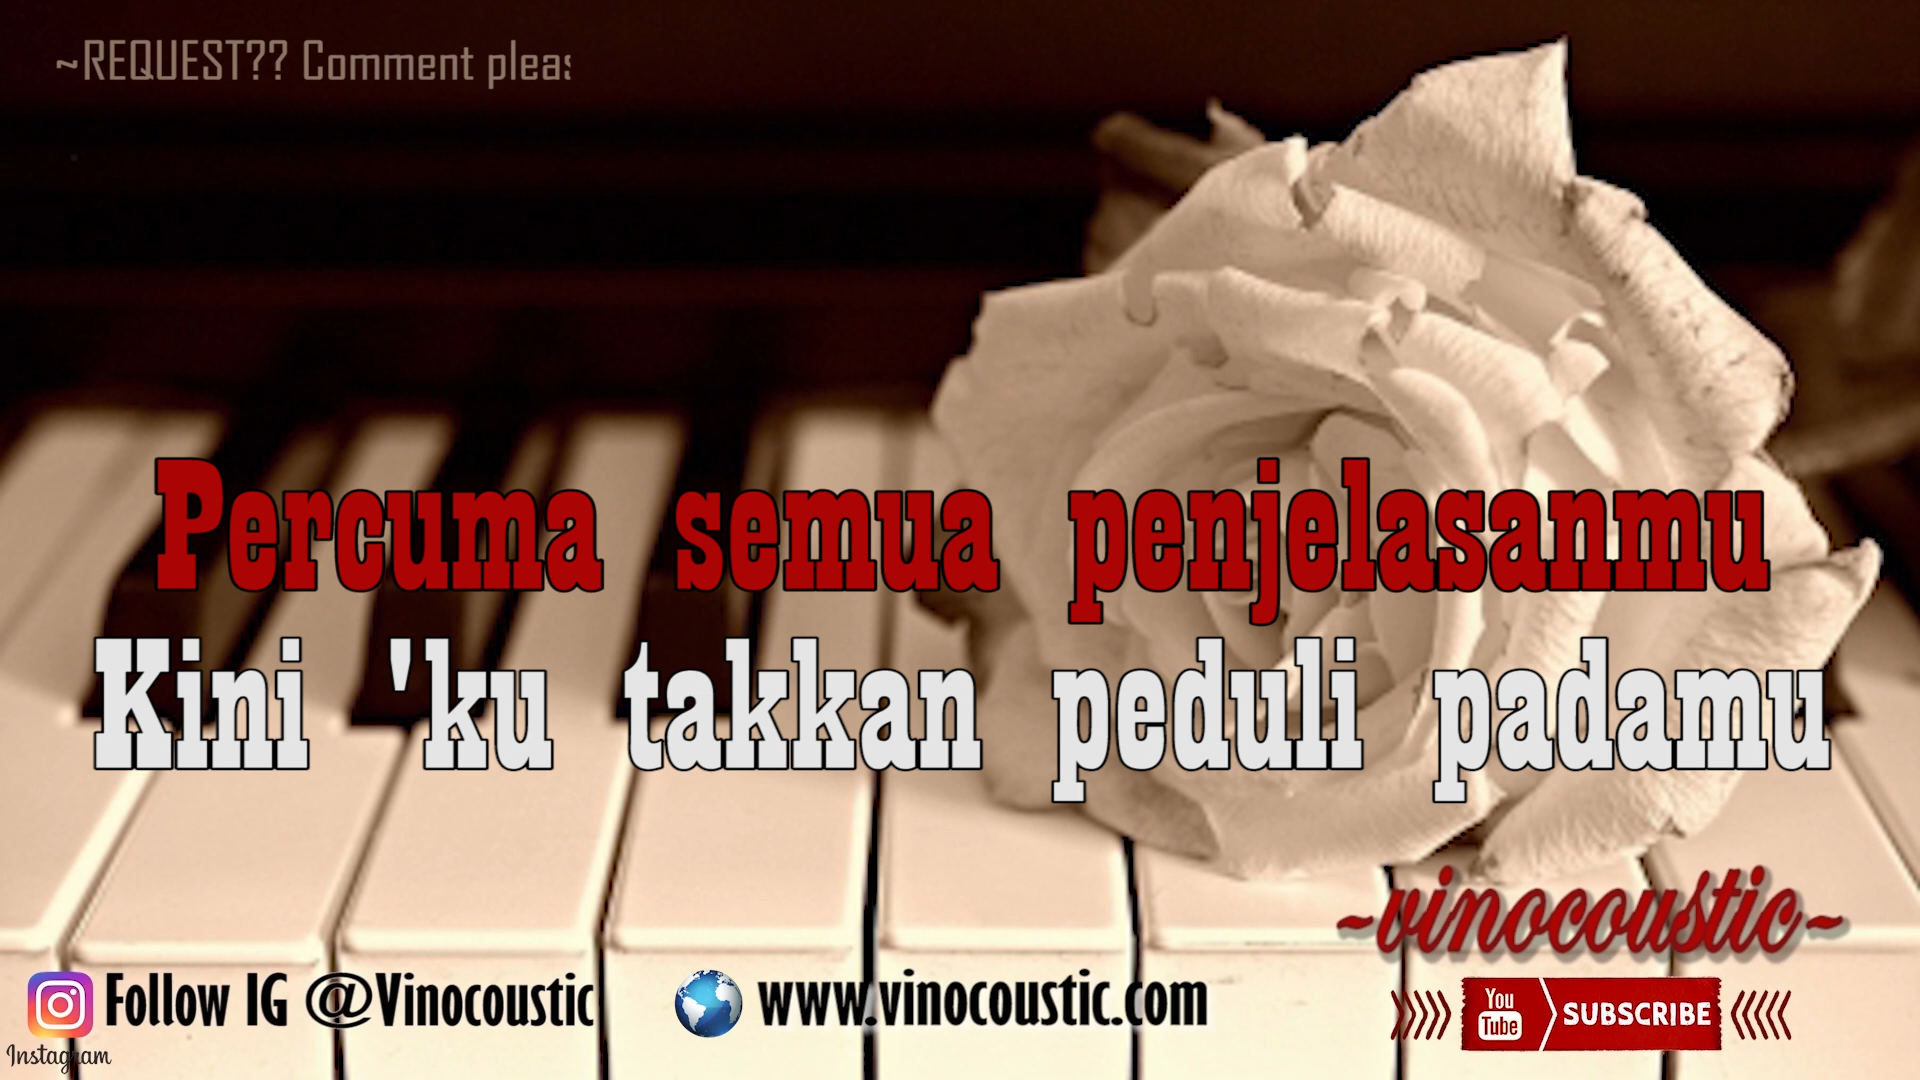 ~REQUEST?? Comment pleas
Percuma semua penjelasanmu
Kini 'ku takkan peduli padamu
~vinocoustic~
Follow IG @Vinocoustic
www.vinocoustic.com
You Tube SUBSCRIBE
Instagram